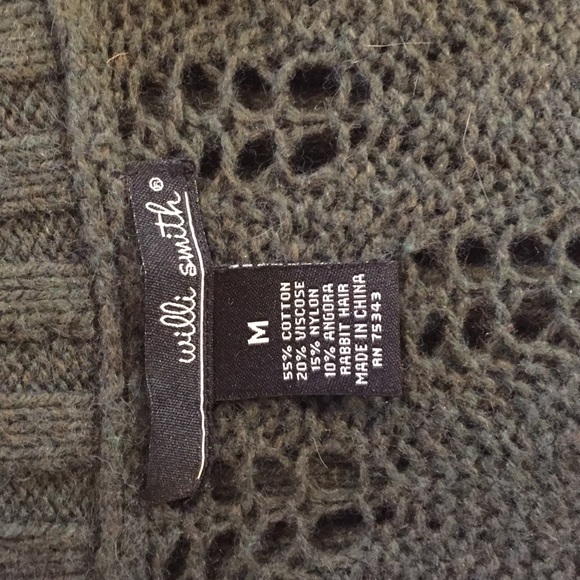 willi smith®
M
55% COTTON
20% VISCOSE
15% NYLON
10% ANGORA
RABBIT HAIR
MADE IN CHINA
RN 75343